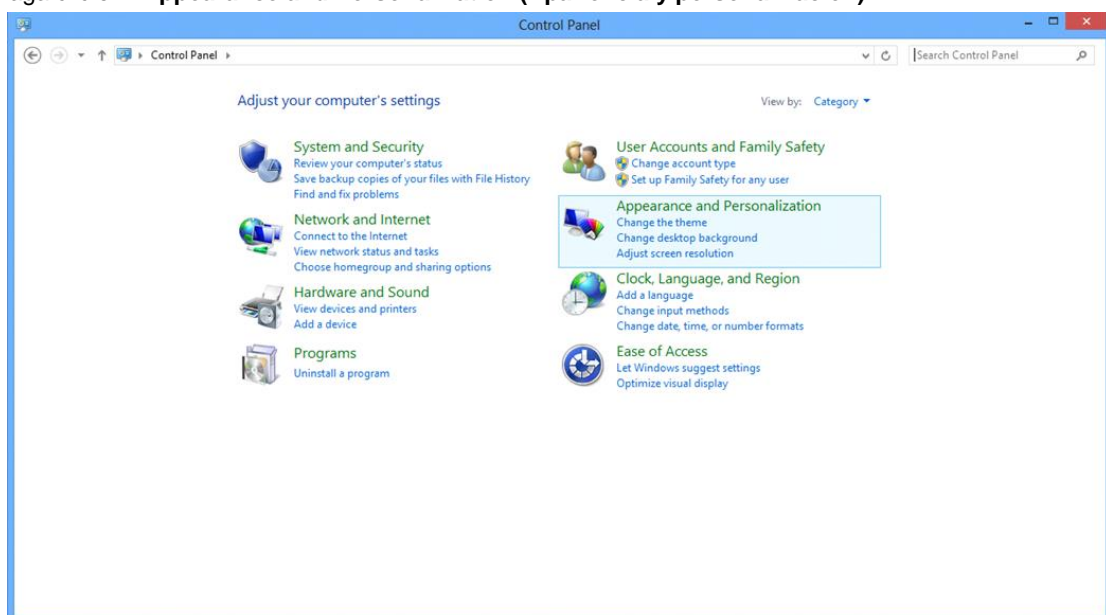 Control Panel
Control Panel
Search Control Panel
Adjust your computer's settings
View by: Category
System and Security
Review your computer's status
Save backup copies of your files with File History
Find and fix problems
Network and Internet
Connect to the Internet
View network status and tasks
Choose homegroup and sharing options
Hardware and Sound
View devices and printers
Add a device
Programs
Uninstall a program
User Accounts and Family Safety
Change account type
Set up Family Safety for any user
Appearance and Personalization
Change the theme
Change desktop background
Adjust screen resolution
Clock, Language, and Region
Add a language
Change input methods
Change date, time, or number formats
Ease of Access
Let Windows suggest settings
Optimize visual display